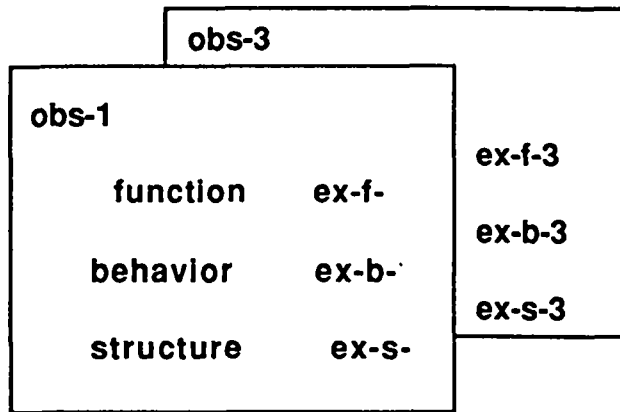 obs-3
obs-1
ex-f-3
function ex-f-
ex-b-3
behavior ex-b-
ex-s-3
structure ex-s-